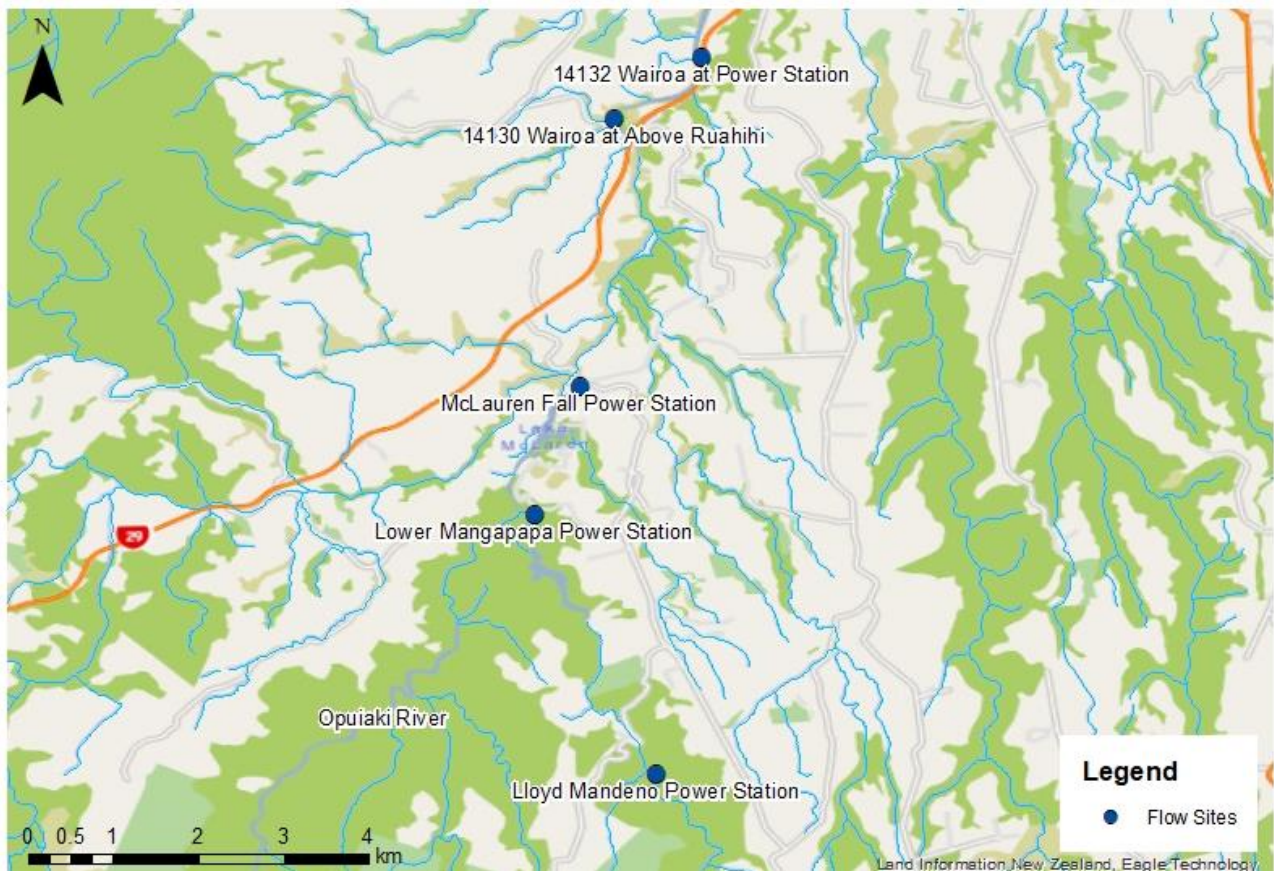 N
14132 Wairoa at Power Station
14130 Wairoa at Above Ruahihi
McLauren Fall Power Station
Lake
McLaren
Lower Mangapapa Power Station
29
Opuiaki River
Lloyd Mandeno Power Station
Legend
Flow Sites
0 0.5 1 2 3 4
km
Land Information New Zealand, Eagle Technology